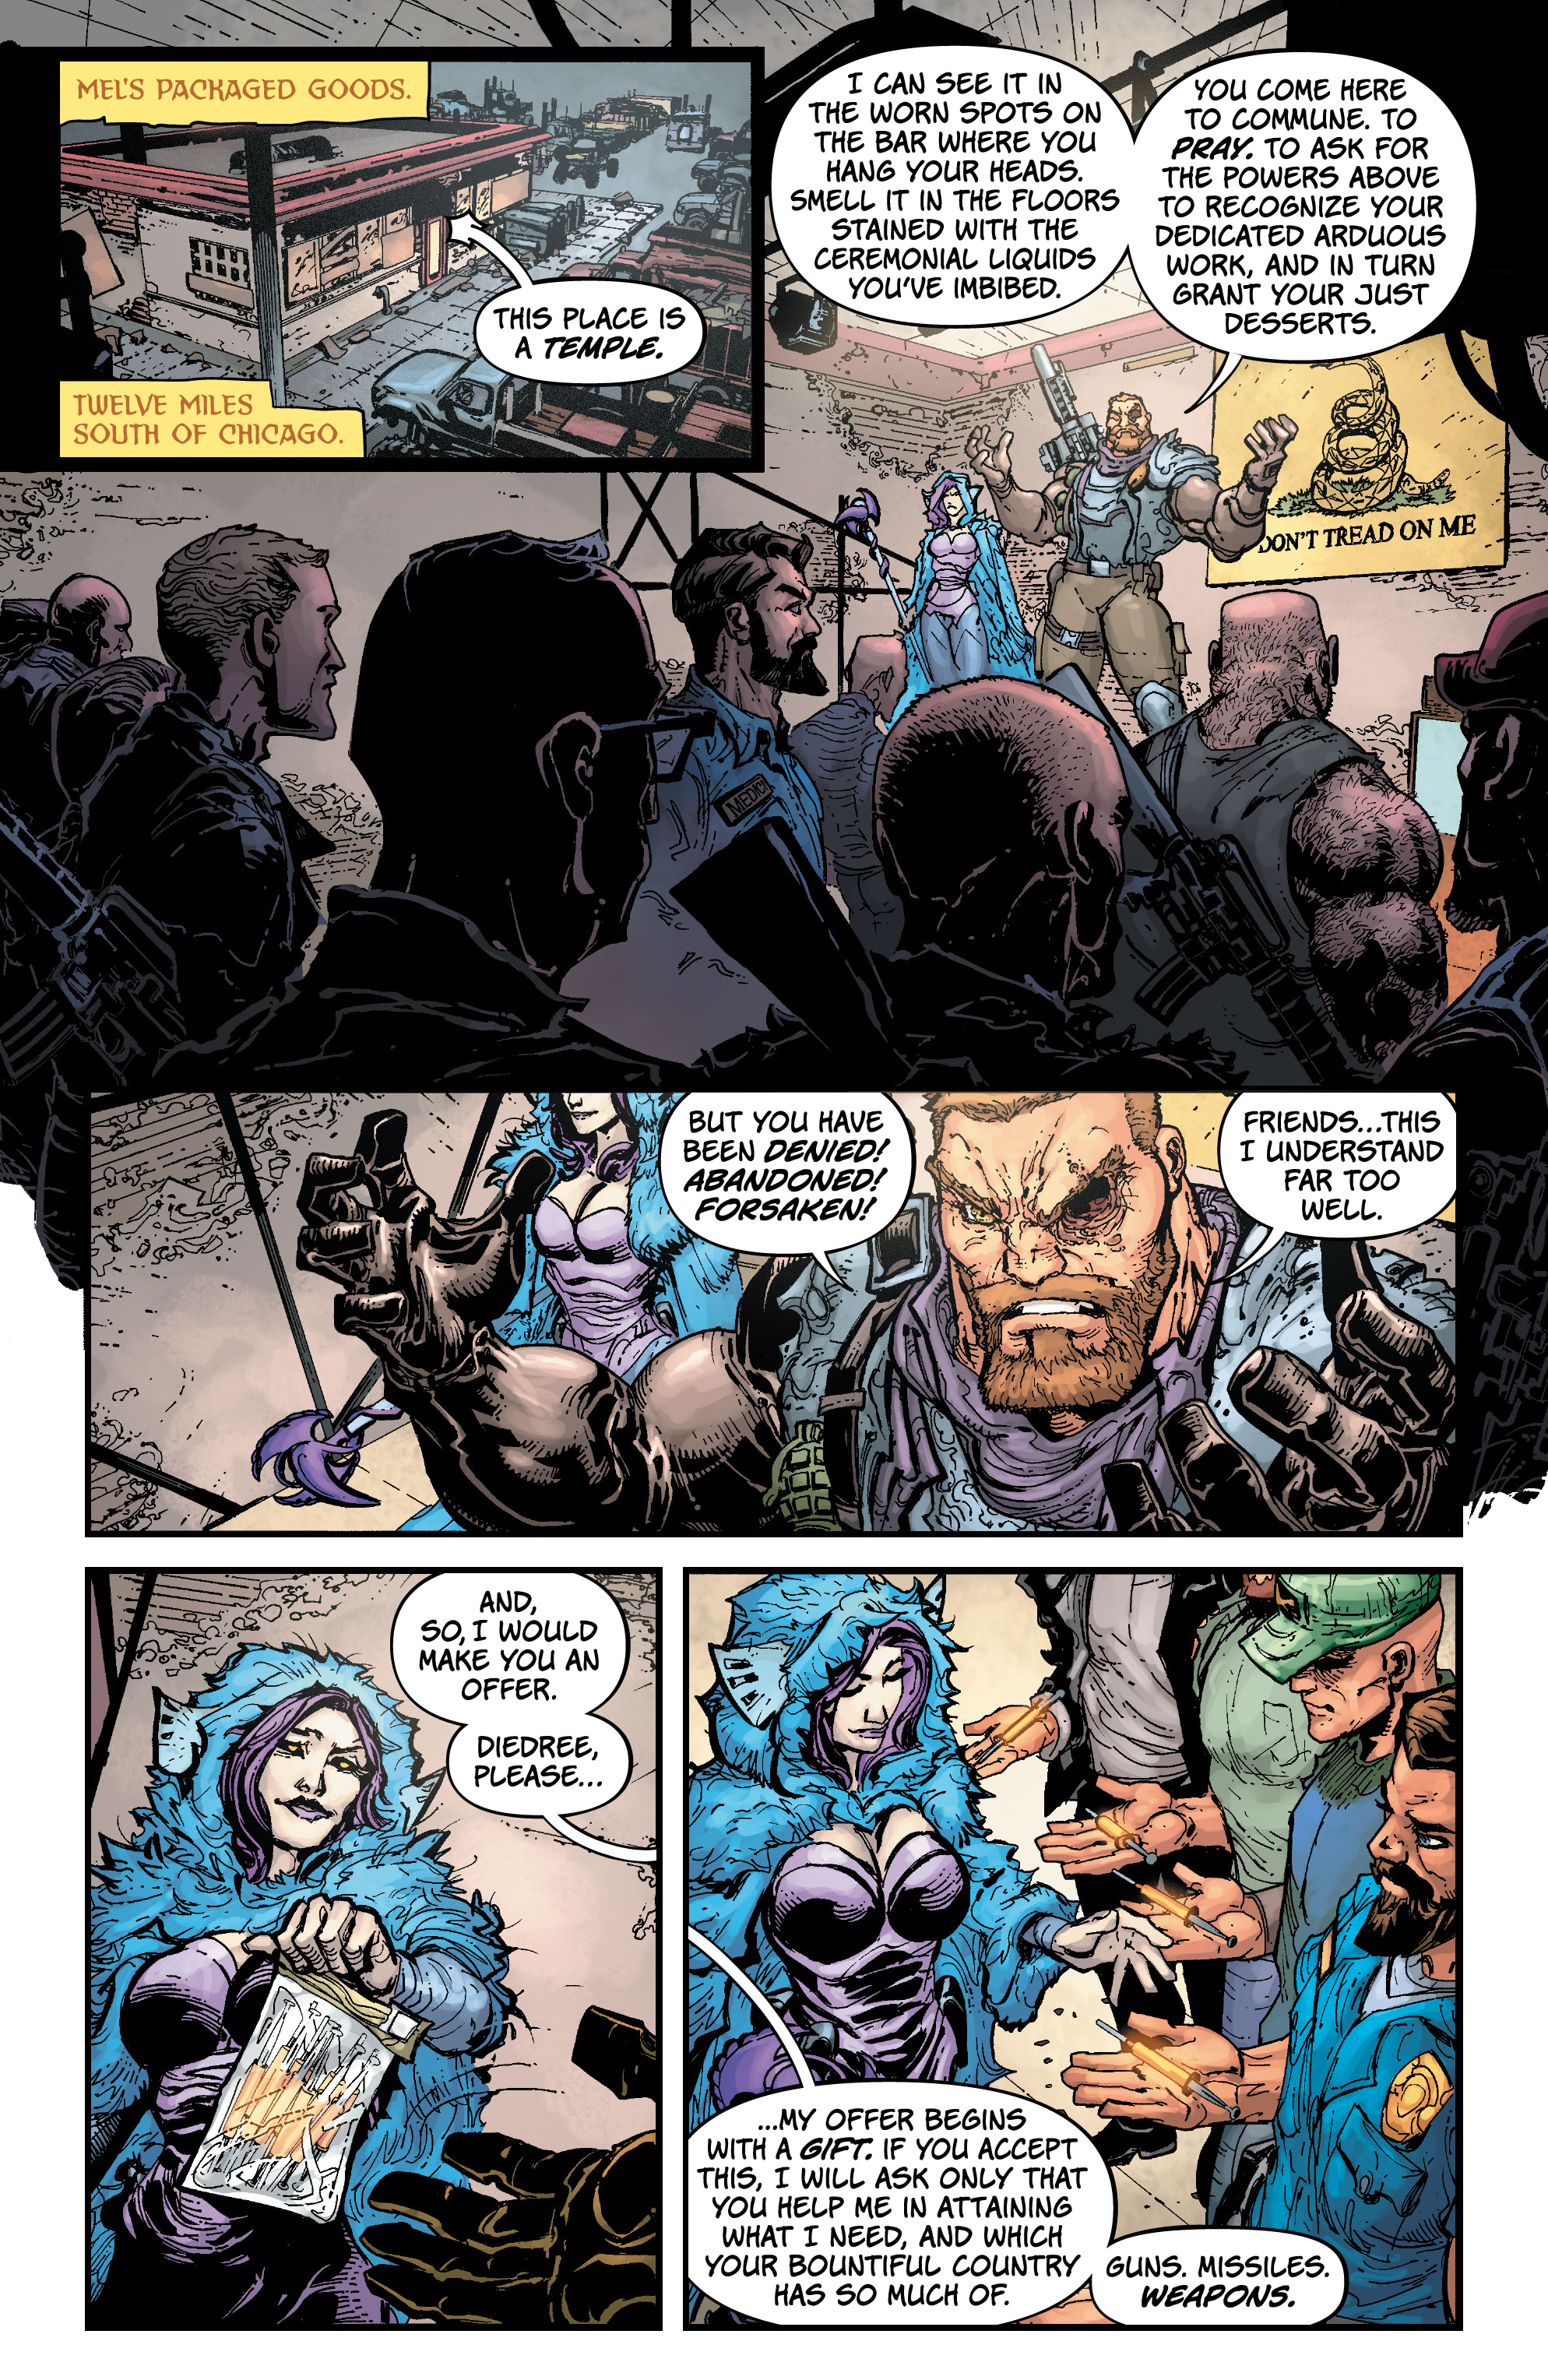 MEL'S PACKAGED GOODS.
THIS PLACE IS
A TEMPLE.
TWELVE MILES
SOUTH OF CHICAGO.
I CAN SEE IT IN
THE WORN SPOTS ON
THE BAR WHERE YOU
HANG YOUR HEADS.
SMELL IT IN THE FLOORS
STAINED WITH THE
CEREMONIAL LIQUIDS
YOU'VE IMBIBED.
YOU COME HERE
TO COMMUNE. TO
PRAY. TO ASK FOR
THE POWERS ABOVE
TO RECOGNIZE YOUR
DEDICATED ARDUOUS
WORK, AND IN TURN
GRANT YOUR JUST
DESSERTS.
DON'T TREAD ON ME
MEDIC
BUT YOU HAVE
BEEN DENIED!
ABANDONED!
FORSAKEN!
FRIENDS...THIS
I UNDERSTAND
FAR TOO
WELL.
AND,
SO, I WOULD
MAKE YOU AN
OFFER.
DIEDREE,
PLEASE...
...MY OFFER BEGINS
WITH A GIFT. IF YOU ACCEPT
THIS, I WILL ASK ONLY THAT
YOU HELP ME IN ATTAINING
WHAT I NEED, AND WHICH
YOUR BOUNTIFUL COUNTRY
HAS SO MUCH OF.
GUNS. MISSILES.
WEAPONS.